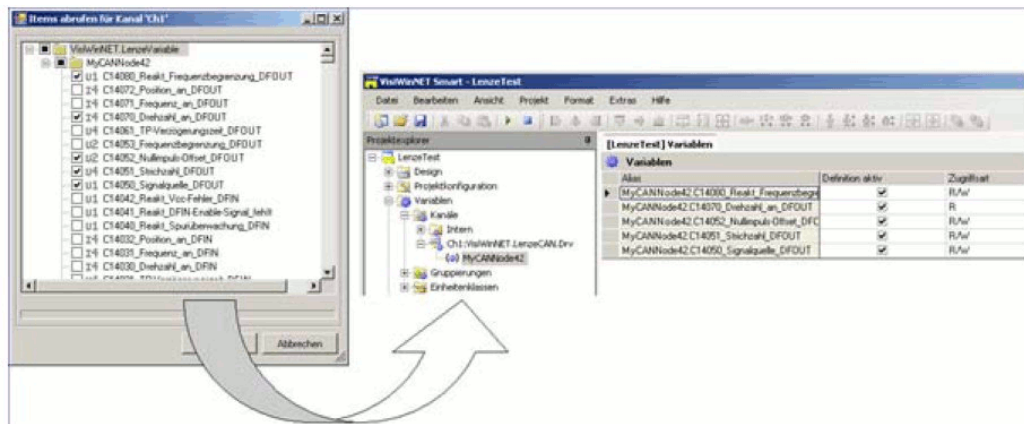 Items abrufen für Kanal 'Ch1'
VisiWinNET.LenzeVariable
MyCANNode42
U1 C14080_Reakt_Frequenzbegrenzung_DFOUT
I4 C14072_Position_an_DFOUT
I4 C14071_Frequenz_an_DFOUT
I4 C14070_Drehzahl_an_DFOUT
U4 C14061_TP-Verzögerungszeit_DFOUT
U2 C14053_Frequenzbegrenzung_DFOUT
U2 C14052_Nullimpuls-Offset_DFOUT
U4 C14051_Strichzahl_DFOUT
U1 C14050_Signalquelle_DFOUT
U1 C14042_Reakt_Vcc-Fehler_DFIN
U1 C14041_Reakt_DFIN-Enable-Signal_fehlt
U1 C14040_Reakt_Spurüberwachung_DFIN
I4 C14032_Position_an_DFIN
I4 C14031_Frequenz_an_DFIN
I4 C14030_Drehzahl_an_DFIN
Abbrechen
VisiWinNET Smart - LenzeTest
Datei Bearbeiten Ansicht Projekt Format Extras Hilfe
Projektexplorer
LenzeTest
Design
Projektkonfiguration
Variablen
Kanäle
Intern
Ch1:VisiWinNET.LenzeCAN.Drv
MyCANNode42
Gruppierungen
Einheitenklassen
[LenzeTest] Variablen
Variablen
Alias Definition aktiv Zugriffsart
MyCANNode42.C14080_Reakt_Frequenzbegre R/W
MyCANNode42.C14070_Drehzahl_an_DFOUT R
MyCANNode42.C14052_Nullimpuls-Offset_DFC R/W
MyCANNode42.C14051_Strichzahl_DFOUT R/W
MyCANNode42.C14050_Signalquelle_DFOUT R/W